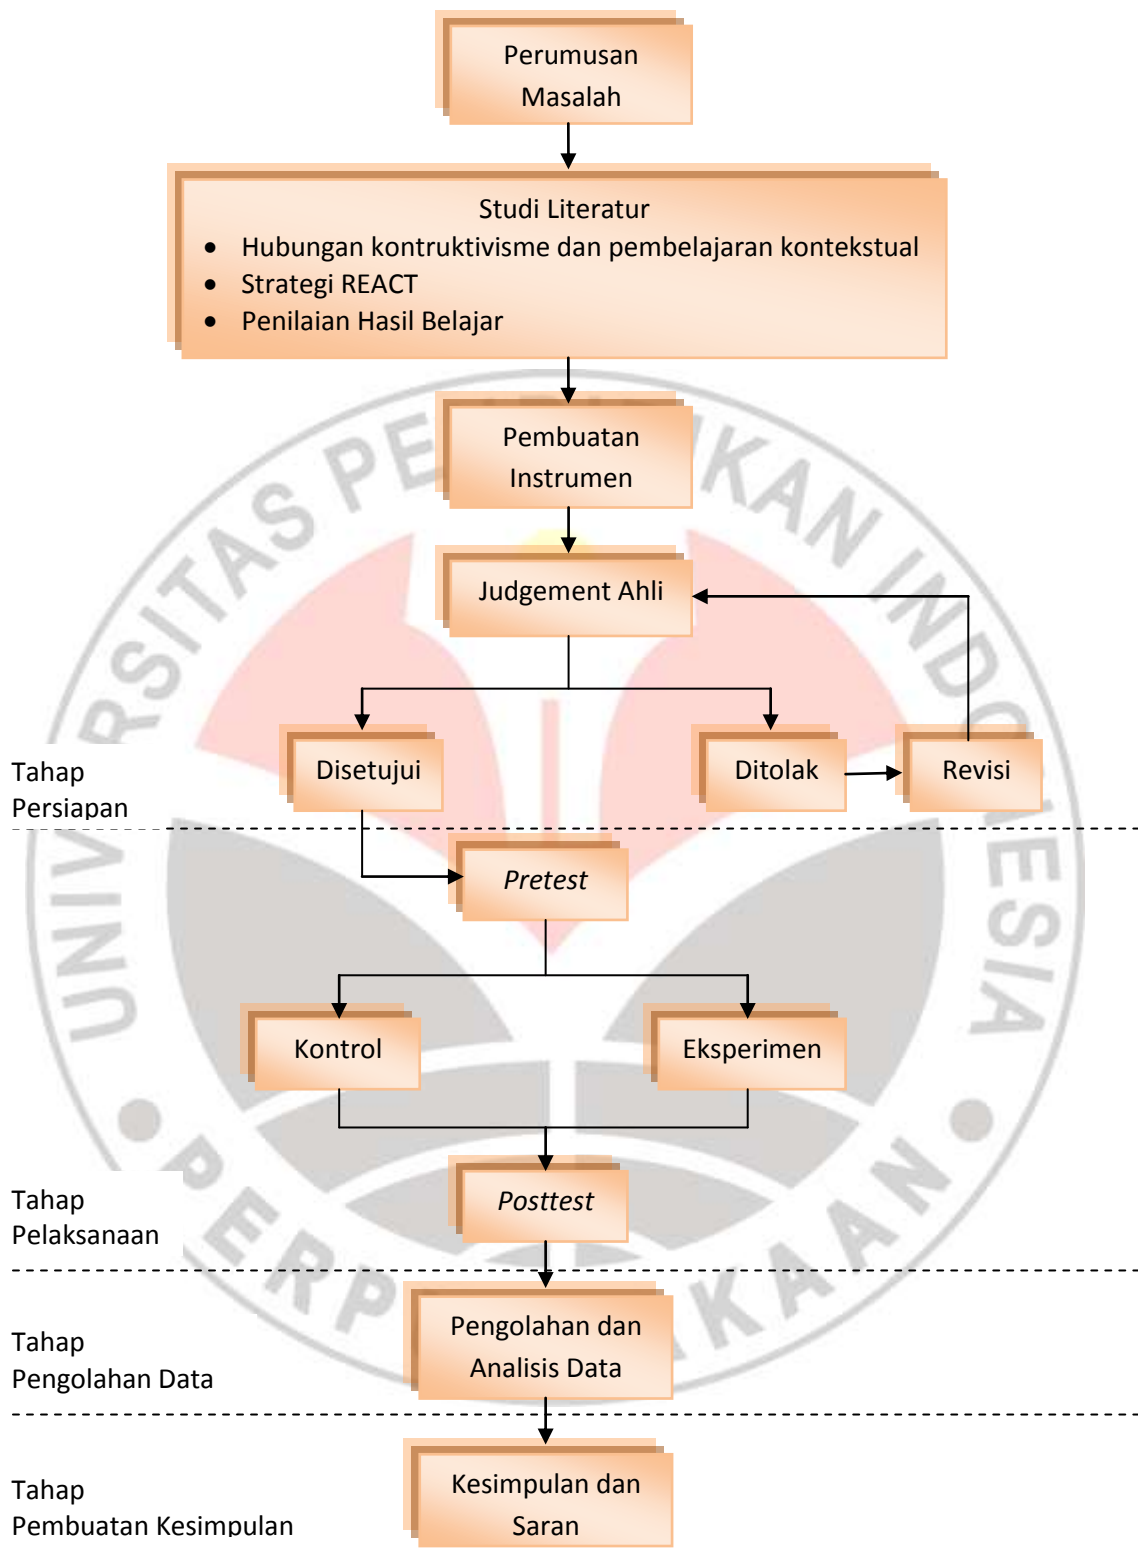 Perumusan
Masalah
Studi Literatur
• Hubungan kontruktivisme dan pembelajaran kontekstual
• Strategi REACT
• Penilaian Hasil Belajar
Pembuatan
Instrumen
Judgement Ahli
Disetujui
Ditolak
Revisi
Tahap
Persiapan
Pretest
Kontrol
Eksperimen
Posttest
Tahap
Pelaksanaan
Pengolahan dan
Analisis Data
Tahap
Pengolahan Data
Kesimpulan dan
Saran
Tahap
Pembuatan Kesimpulan